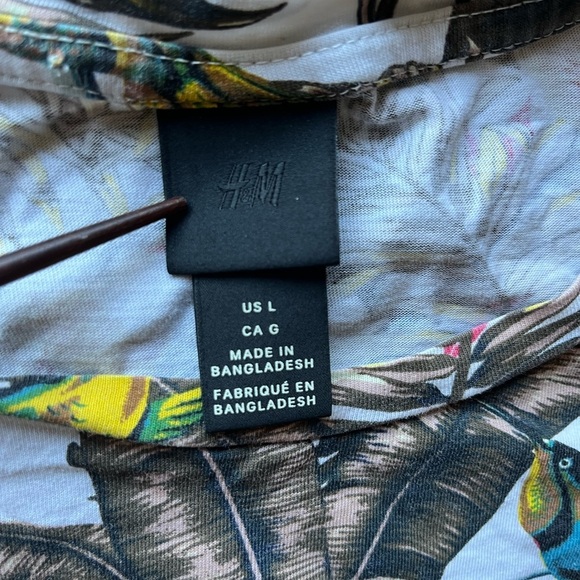 H&M
US L
CA G
MADE IN
BANGLADESH
FABRIQUÉ EN
BANGLADESH